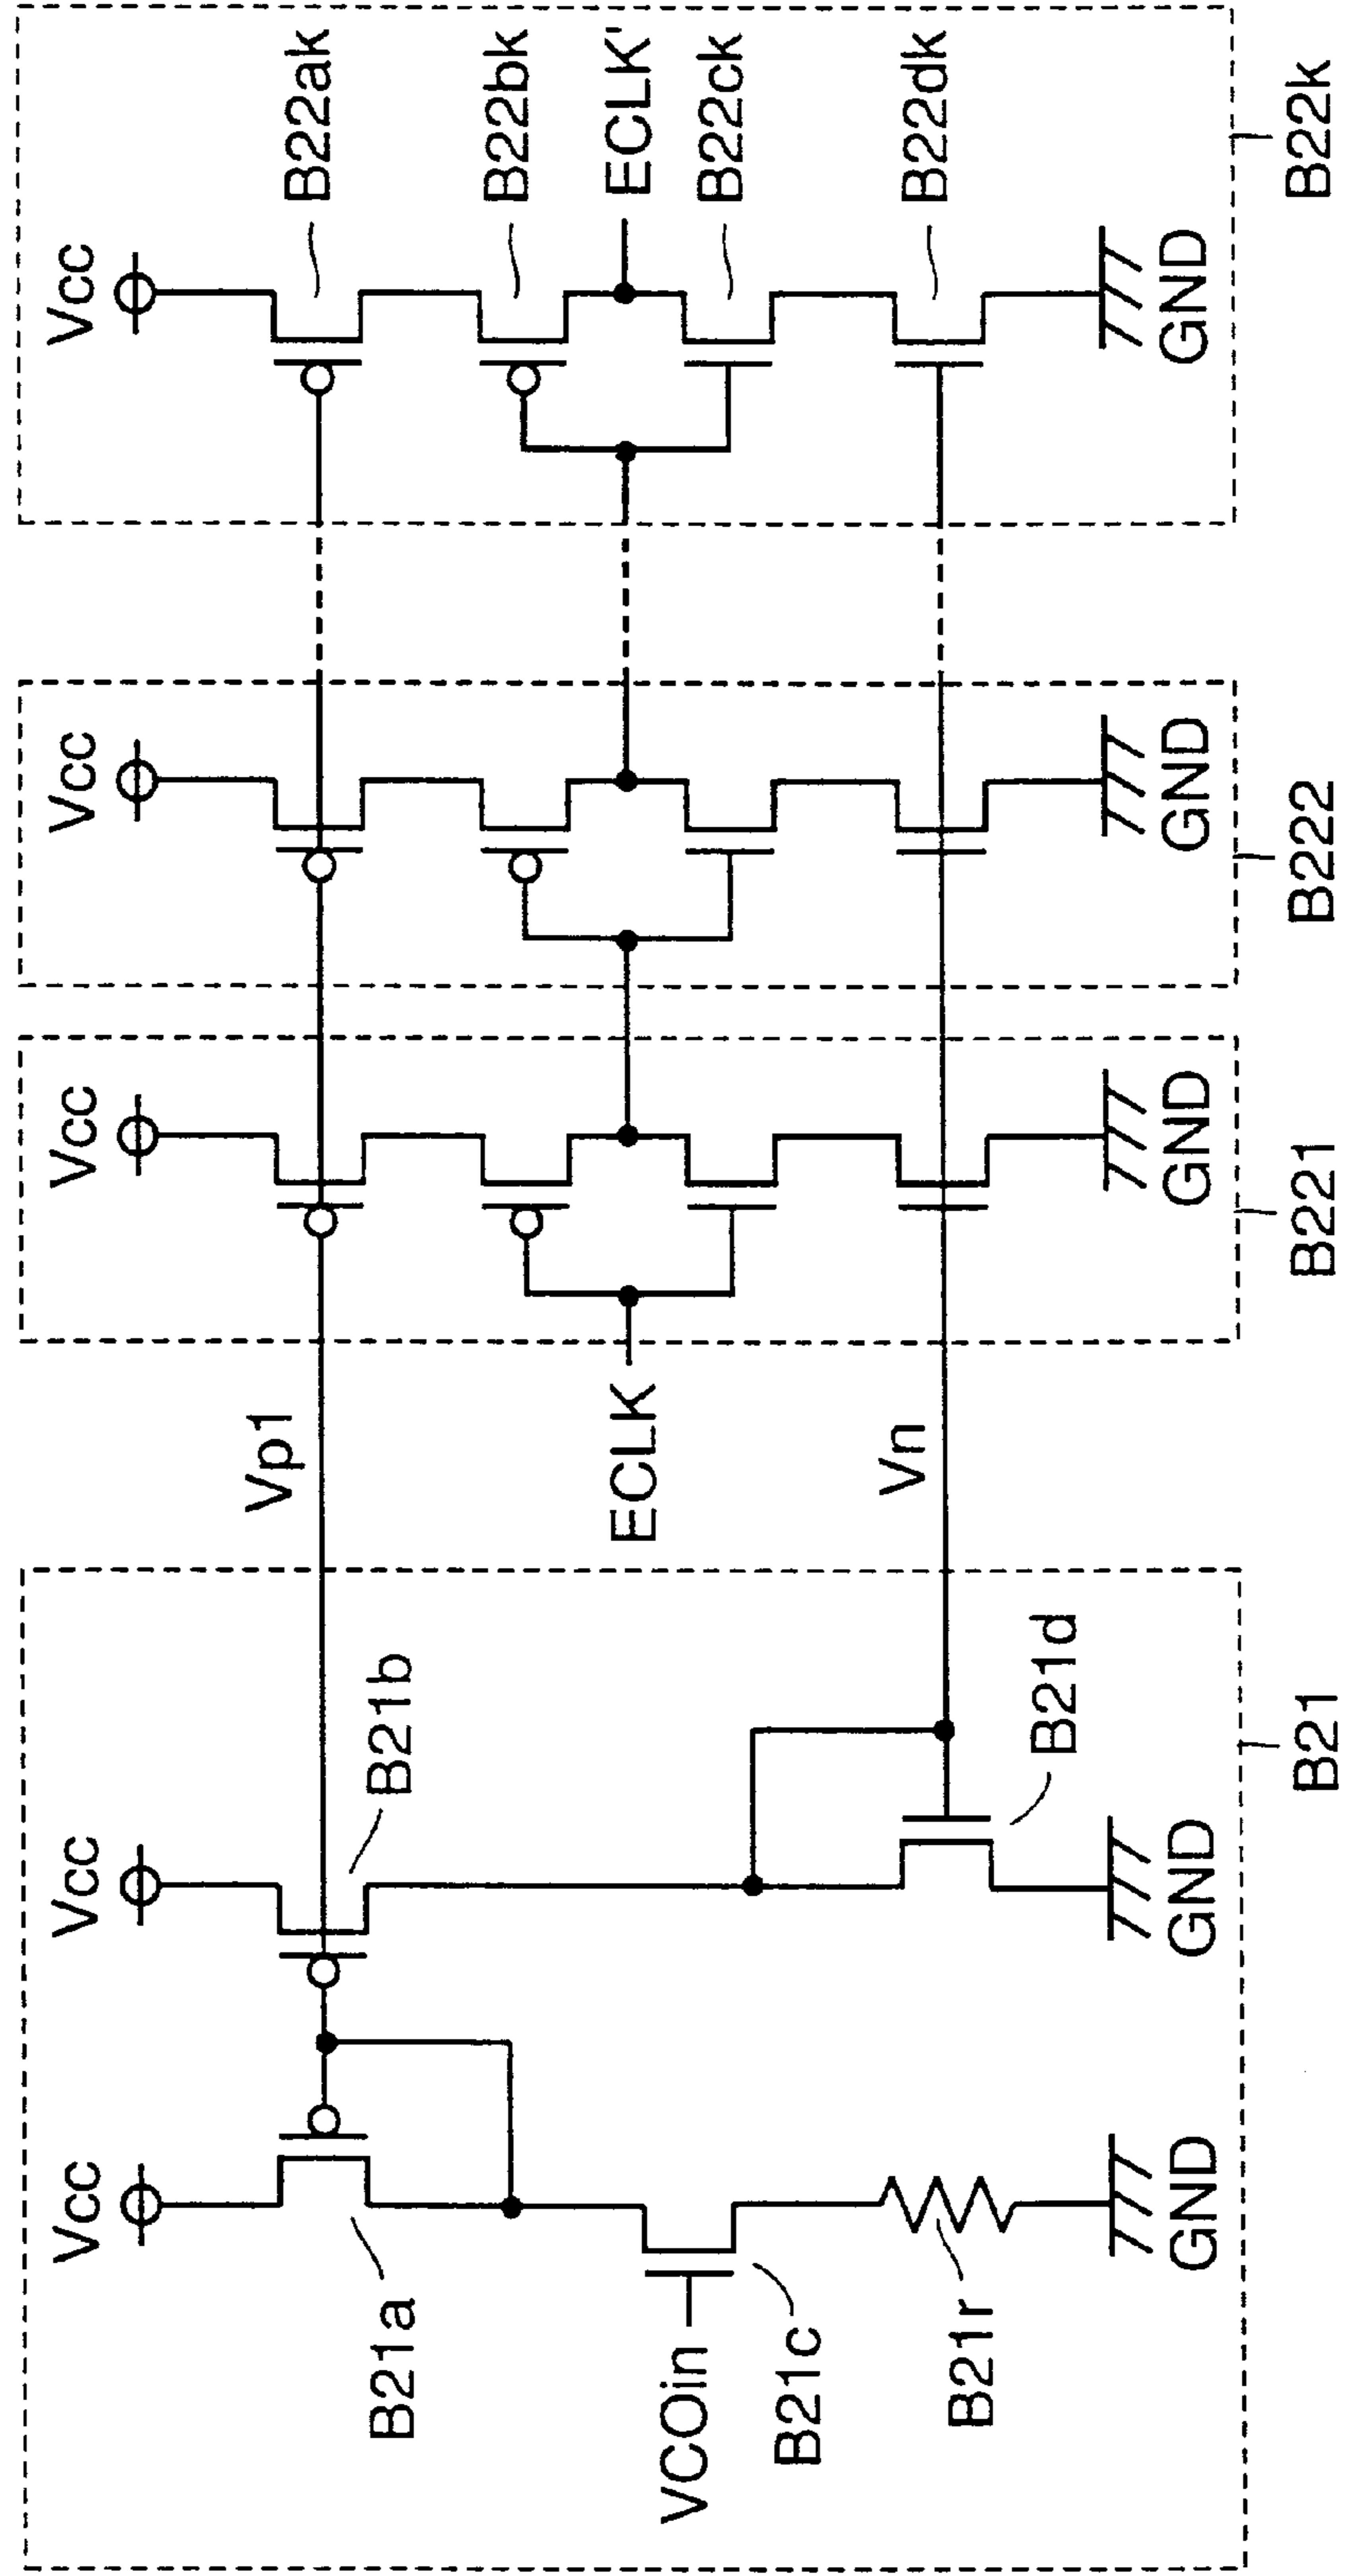 Vcc
Vcc
Vcc
Vcc
Vcc
B21a
B21b
Vp1
B22ak
B22bk
VCOin
ECLK
ECLK'
B21c
B22ck
B21r
B21d
Vn
B22dk
GND
GND
GND
GND
GND
B21
B221
B222
B22k